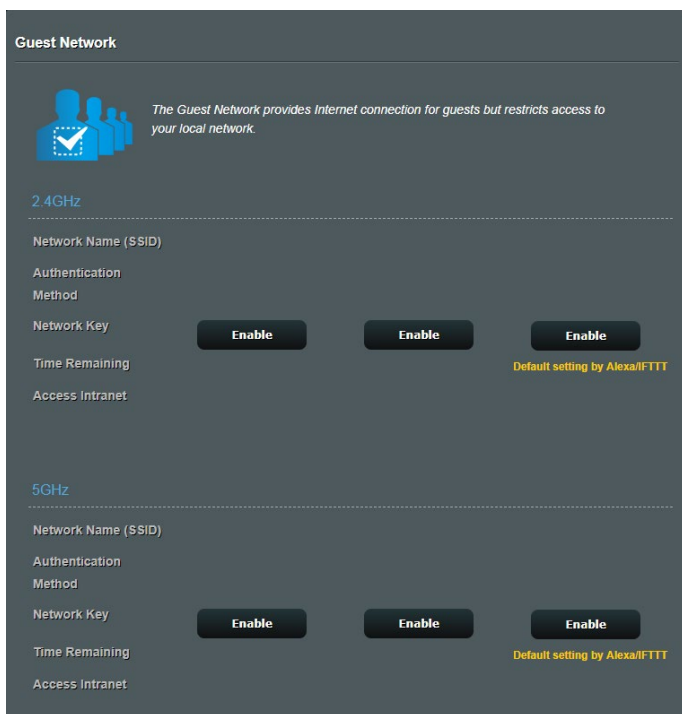 Guest Network
The Guest Network provides Internet connection for guests but restricts access to
your local network.
2.4GHz
Network Name (SSID)
Authentication
Method
Network Key
Enable
Enable
Enable
Time Remaining
Default setting by Alexa/IFTTT
Access Intranet
5GHz
Network Name (SSID)
Authentication
Method
Network Key
Enable
Enable
Enable
Time Remaining
Default setting by Alexa/IFTTT
Access Intranet